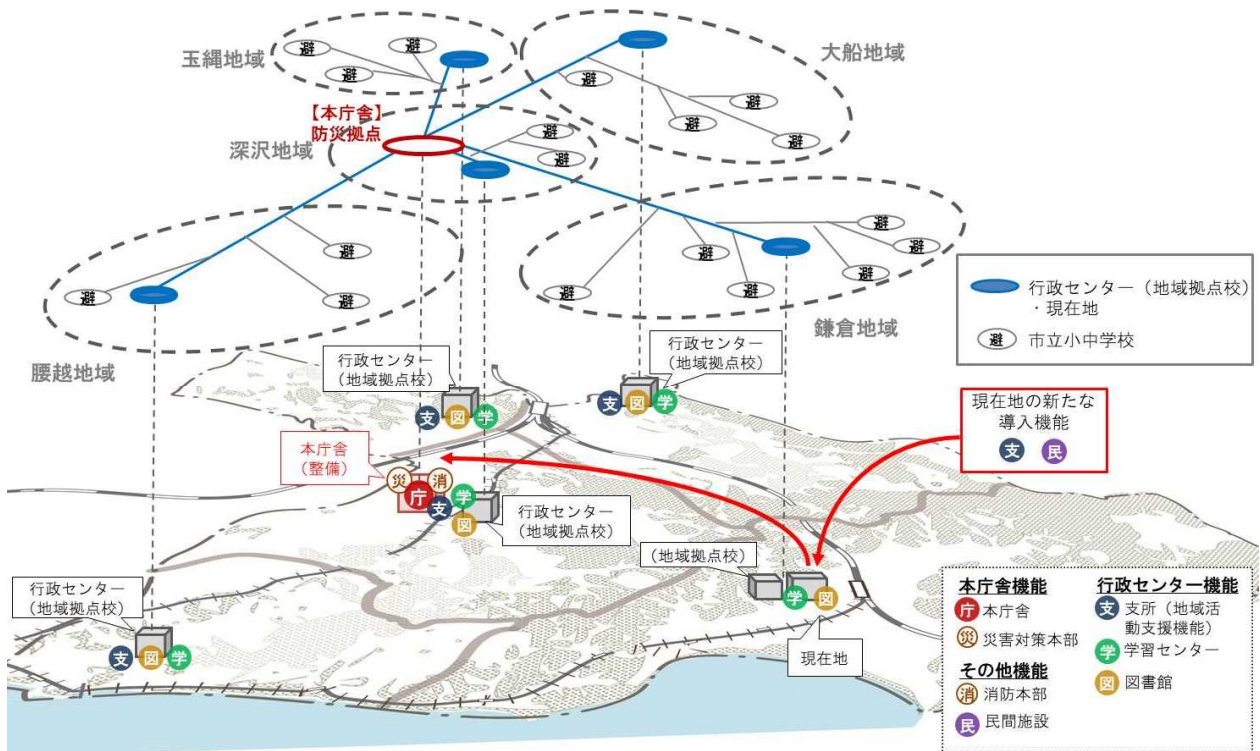 玉縄地域
避
避
避
大船地域
避
避
避
避
【本庁舎】
防災拠点
深沢地域
避
避
避
避
避
避
避
避
避
避
避
避
腰越地域
鎌倉地域
行政センター(地域拠点校)
・現在地
避 市立小中学校
行政センター
(地域拠点校)
支 図 学
行政センター
(地域拠点校)
支 図 学
現在地の新たな
導入機能
支 民
本庁舎
(整備)
災 消
庁 支 学
図
行政センター
(地域拠点校)
(地域拠点校)
学 図
現在地
行政センター
(地域拠点校)
支 図 学
本庁舎機能
庁 本庁舎
災 災害対策本部
その他機能
消 消防本部
民 民間施設
行政センター機能
支 支所(地域活
動支援機能)
学 学習センター
図 図書館